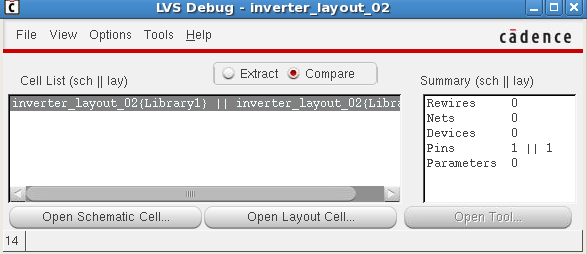 LVS Debug - inverter_layout_02
File View Options Tools Help
cādence
Extract Compare
Cell List (sch || lay) Summary (sch || lay)
inverter_layout_02{Library1} || inverter_layout_02{Libra
Rewires 0
Nets 0
Devices 0
Pins 1 || 1
Parameters 0
Open Schematic Cell... Open Layout Cell... Open Tool...
14